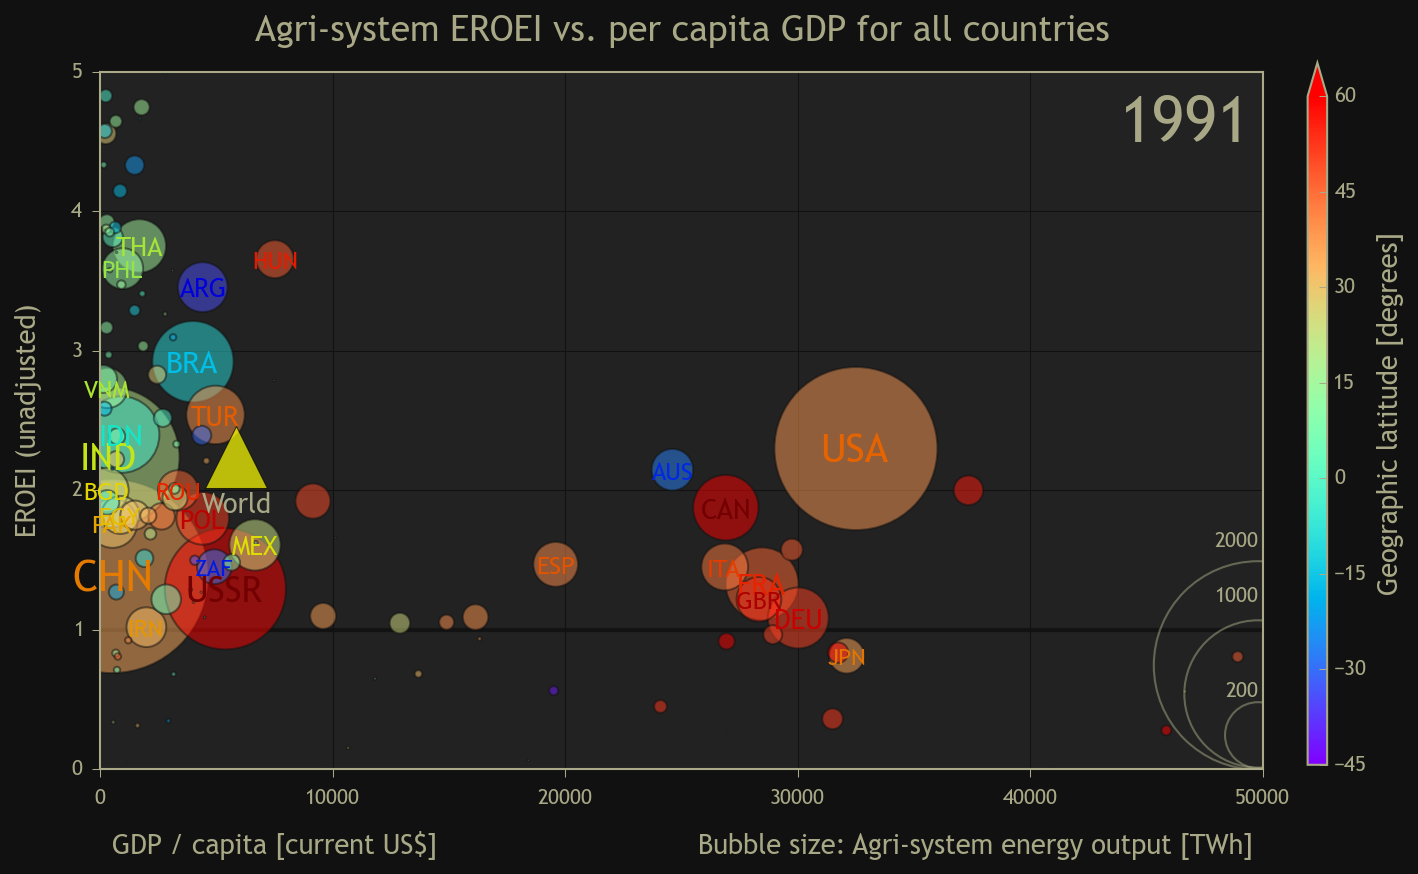 Agri-system EROEI vs. per capita GDP for all countries
1991
EROEI (unadjusted)
5
4
3
2
1
0
THA
PHL
HUN
ARG
BRA
VNM
TUR
IDN
IND
USA
AUS
BGD
ROU
World
CAN
POL
PAK
MEX
ESP
ITA
FRA
ZAF
CHN
USSR
GBR
DEU
IRN
JPN
2000
1000
200
0
10000
20000
30000
40000
50000
GDP / capita [current US$]
Bubble size: Agri-system energy output [TWh]
60
45
30
15
0
−15
−30
−45
Geographic latitude [degrees]